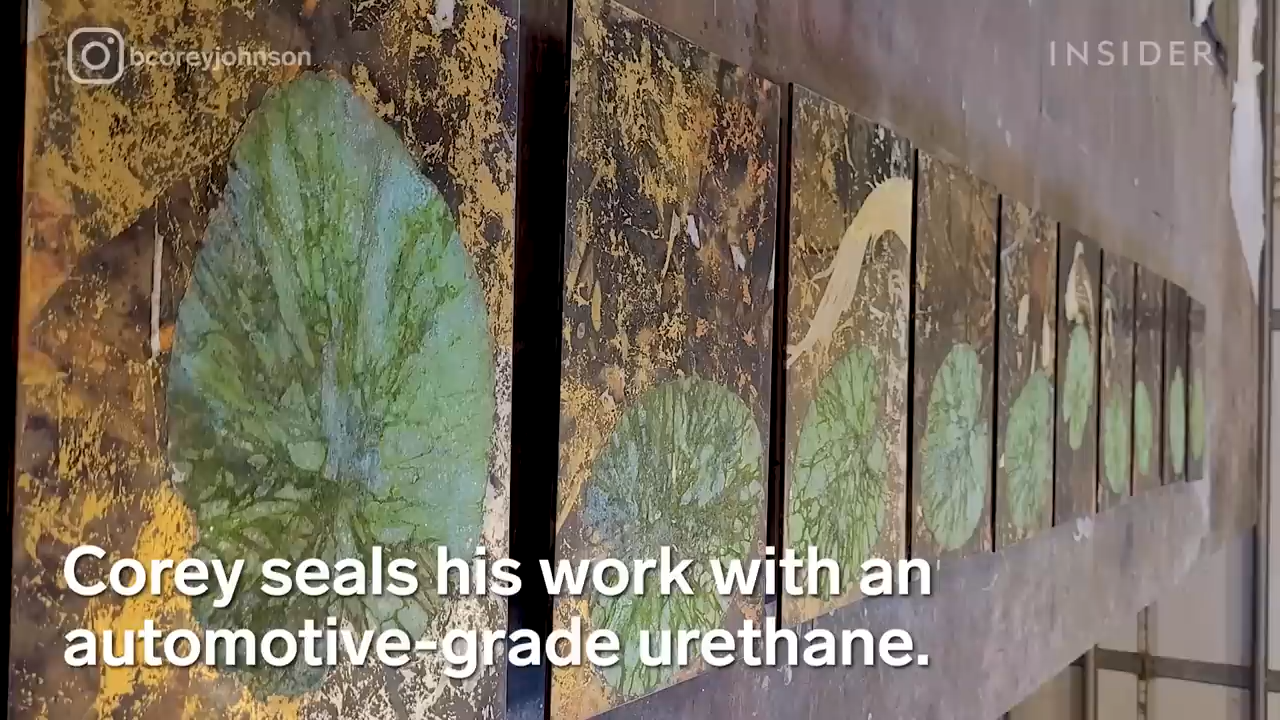 bcoreyjohnson
INSIDER
Corey seals his work with an
automotive-grade urethane.